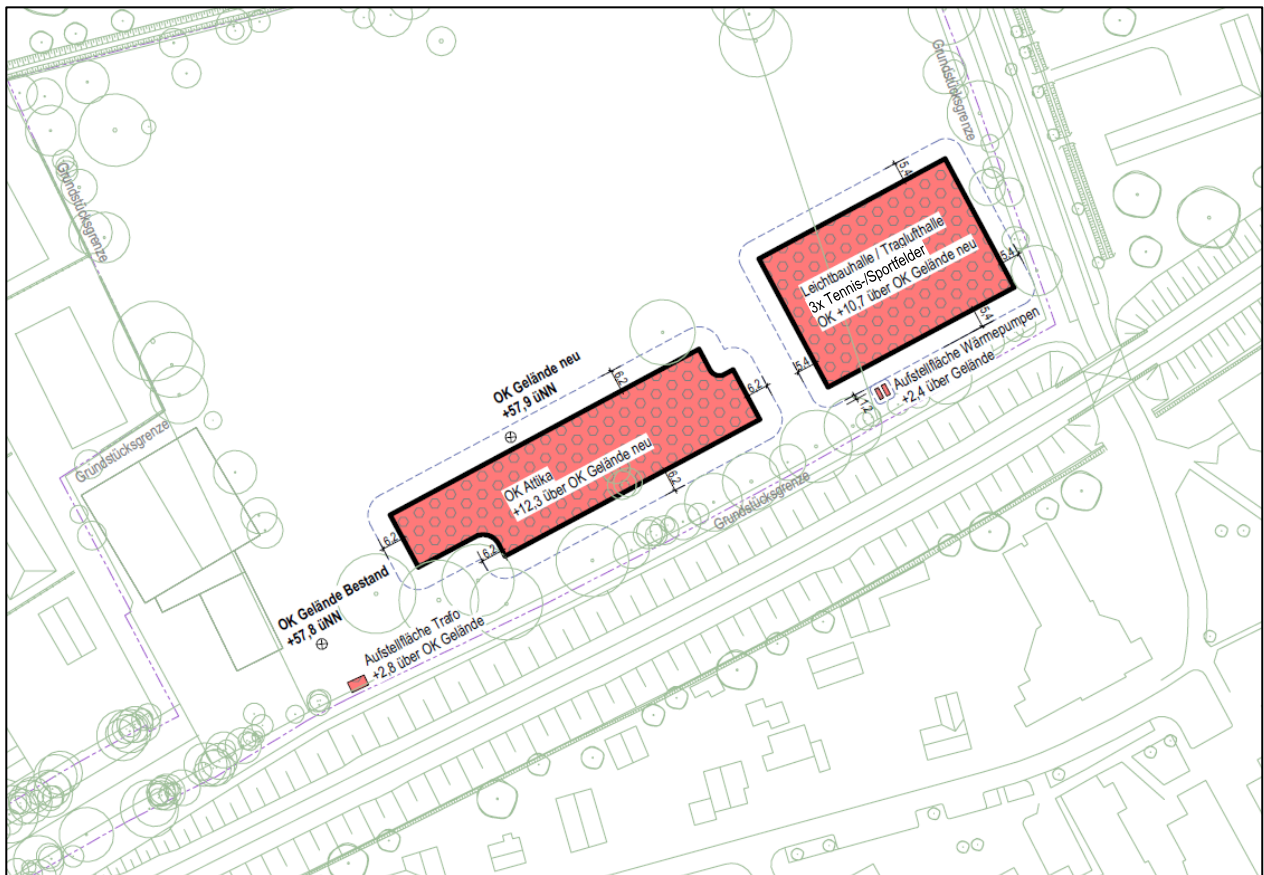 Grundstücksgrenze
Grundstücksgrenze
5,4
Leichtbauhalle / Traglufthalle
3x Tennis-/Sportfelder
OK +10,7 über OK Gelände neu
5,4
5,4
5,4
Aufstellfläche Wärmepumpen
+2,4 über Gelände
1,2
OK Gelände neu
+57,9 üNN
6,2
6,2
OK Attika
+12,3 über OK Gelände neu
6,2
6,2
6,2
Grundstücksgrenze
Grundstücksgrenze
OK Gelände Bestand
+57,8 üNN
Aufstellfläche Trafo
+2,8 über OK Gelände